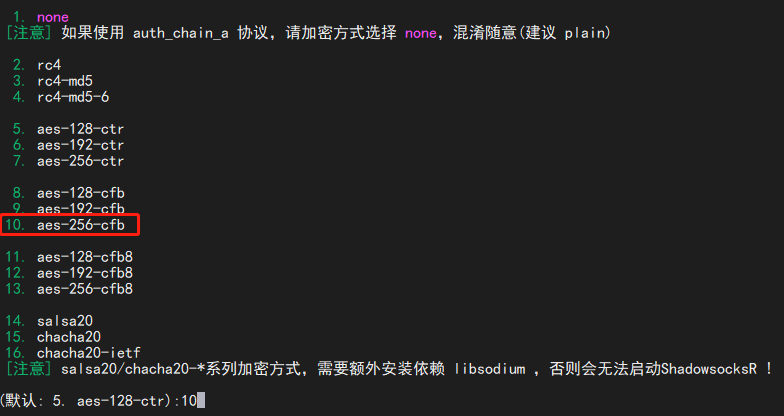 1. none
[注意] 如果使用 auth_chain_a 协议，请加密方式选择 none，混淆随意(建议 plain)
2. rc4
3. rc4-md5
4. rc4-md5-6
5. aes-128-ctr
6. aes-192-ctr
7. aes-256-ctr
8. aes-128-cfb
9. aes-192-cfb
10. aes-256-cfb
11. aes-128-cfb8
12. aes-192-cfb8
13. aes-256-cfb8
14. salsa20
15. chacha20
16. chacha20-ietf
[注意] salsa20/chacha20-*系列加密方式，需要额外安装依赖 libsodium ，否则会无法启动ShadowsocksR !
(默认: 5. aes-128-ctr):10